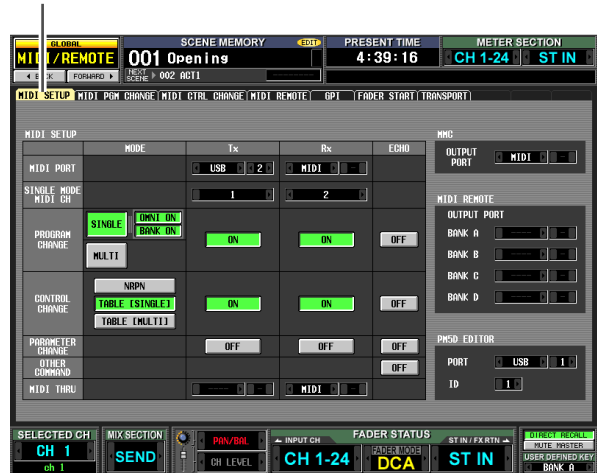 GLOBAL
MIDI/REMOTE
BACK
FORWARD
SCENE MEMORY
EDIT
001 Opening
NEXT SCENE 002 ACT1
PRESENT TIME
4:39:16
METER SECTION
CH 1-24
ST IN
MIDI SETUP
MIDI PGM CHANGE
MIDI CTRL CHANGE
MIDI REMOTE
GPI
FADER START
TRANSPORT
MIDI SETUP
MODE
Tx
Rx
ECHO
MIDI PORT
USB
2
MIDI
-
SINGLE MODE
MIDI CH
1
2
PROGRAM
CHANGE
SINGLE
OMNI ON
BANK ON
MULTI
ON
ON
OFF
CONTROL
CHANGE
NRPN
TABLE [SINGLE]
TABLE [MULTI]
ON
ON
OFF
PARAMETER
CHANGE
OFF
OFF
OFF
OTHER
COMMAND
OFF
MIDI THRU
----
-
MIDI
-
MMC
OUTPUT
PORT
MIDI
-
MIDI REMOTE
OUTPUT PORT
BANK A
----
-
BANK B
----
-
BANK C
----
-
BANK D
----
-
PM5D EDITOR
PORT
USB
1
ID
1
SELECTED CH
CH 1
ch 1
MIX SECTION
SEND
PAN/BAL
CH LEVEL
FADER STATUS
INPUT CH
CH 1-24
FADER MODE
DCA
ST IN / FX RTN
ST IN
DIRECT RECALL
MUTE MASTER
USER DEFINED KEY
BANK A